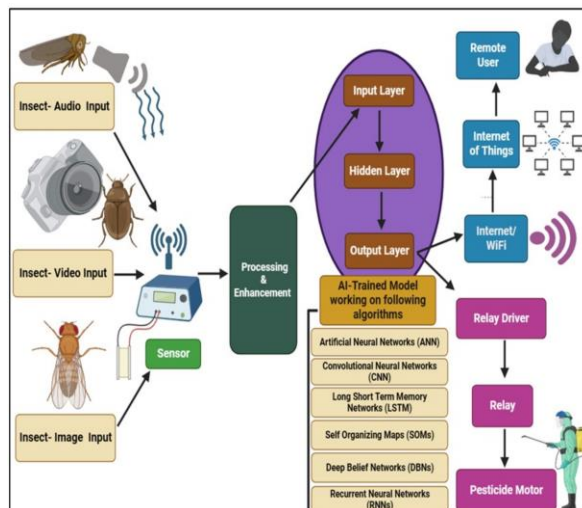 Insect- Audio Input
Insect- Video Input
Sensor
Insect- Image Input
Processing
&
Enhancement
Input Layer
Hidden Layer
Output Layer
AI-Trained Model
working on following
algorithms
Artificial Neural Networks (ANN)
Convolutional Neural Networks
(CNN)
Long Short Term Memory
Networks (LSTM)
Self Organizing Maps (SOMs)
Deep Belief Networks (DBNs)
Recurrent Neural Networks
(RNNs)
Remote
User
Internet
of Things
Internet/
WiFi
Relay Driver
Relay
Pesticide Motor